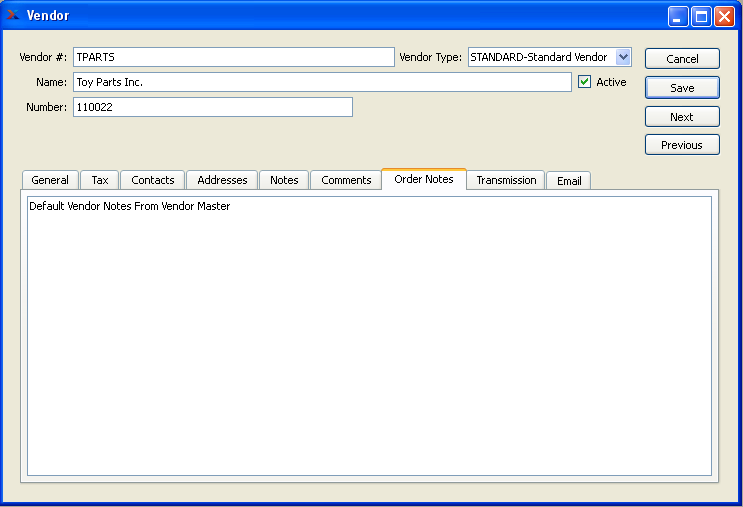 Vendor
Vendor #: TPARTS Vendor Type: STANDARD-Standard Vendor Cancel
Name: Toy Parts Inc. Active Save
Number: 110022 Next
Previous
General Tax Contacts Addresses Notes Comments Order Notes Transmission Email
Default Vendor Notes From Vendor Master